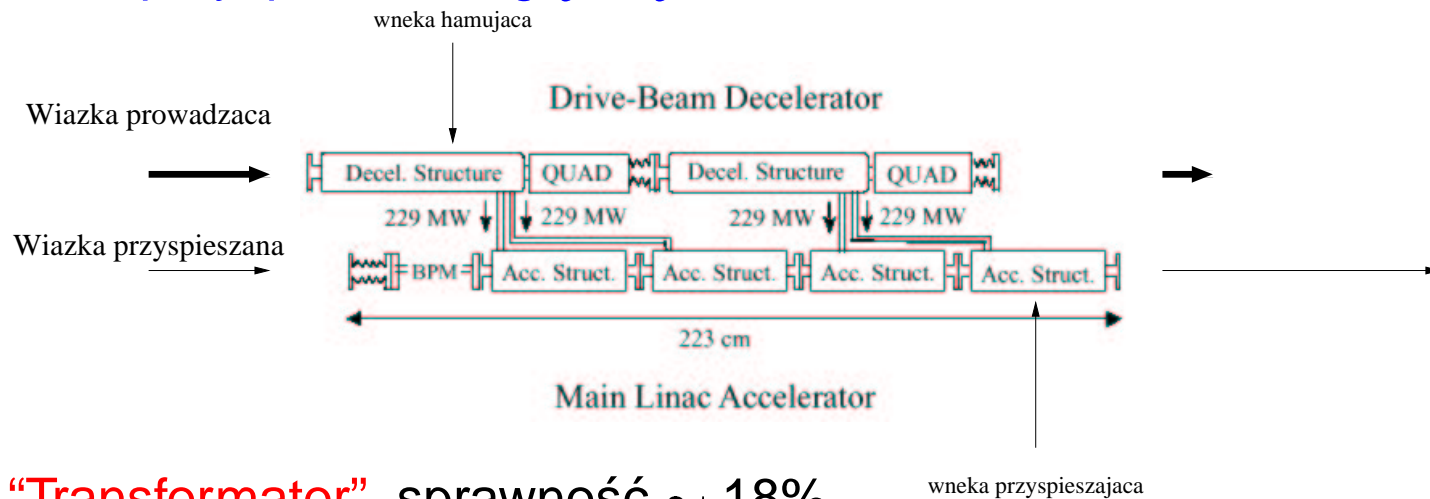 wneka hamujaca
Drive-Beam Decelerator
Wiazka prowadzaca
Decel. Structure QUAD Decel. Structure QUAD
229 MW 229 MW 229 MW 229 MW
Wiazka przyspieszana
BPM Acc. Struct. Acc. Struct. Acc. Struct. Acc. Struct.
223 cm
Main Linac Accelerator
wneka przyspieszajaca
“Transformator” sprawność 18%